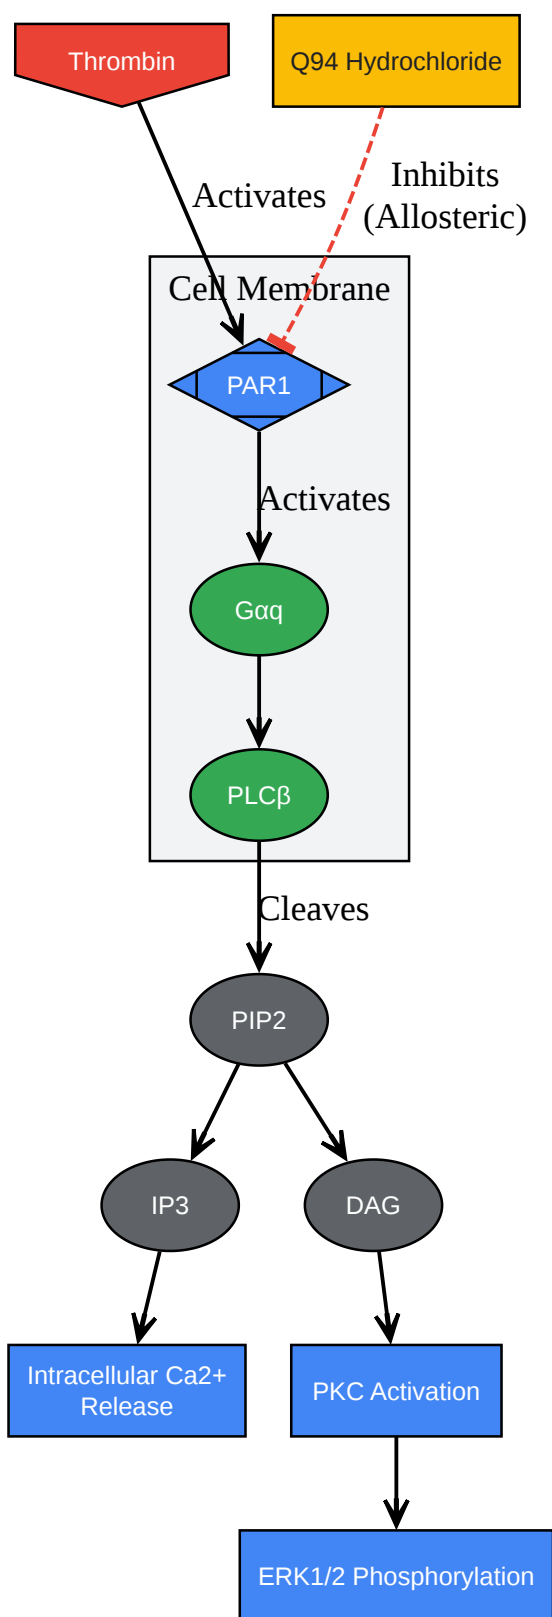 Thrombin
Q94 Hydrochloride
Activates
Inhibits
(Allosteric)
Cell Membrane
PAR1
Activates
Gαq
PLCβ
Cleaves
PIP2
IP3
DAG
Intracellular Ca2+
Release
PKC Activation
ERK1/2 Phosphorylation